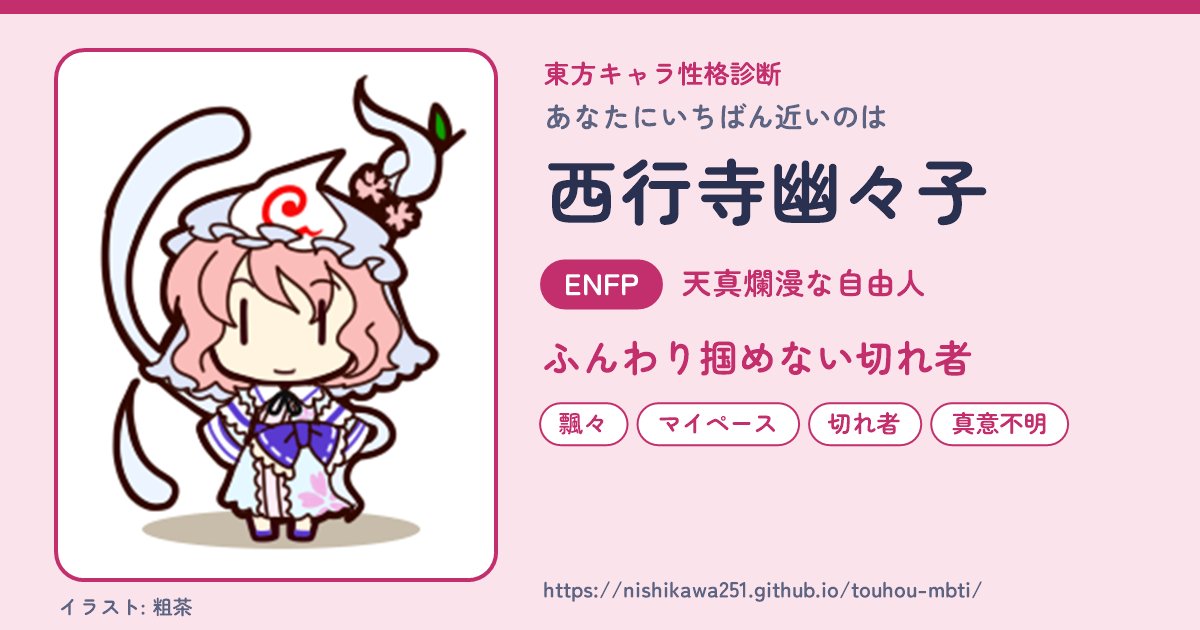 東方キャラ性格診断
あなたにいちばん近いのは
西行寺幽々子
ENFP 天真爛漫な自由人
ふんわり掴めない切れ者
飄々 マイペース 切れ者 真意不明
https://nishikawa251.github.io/touhou-mbti/
イラスト: 粗茶